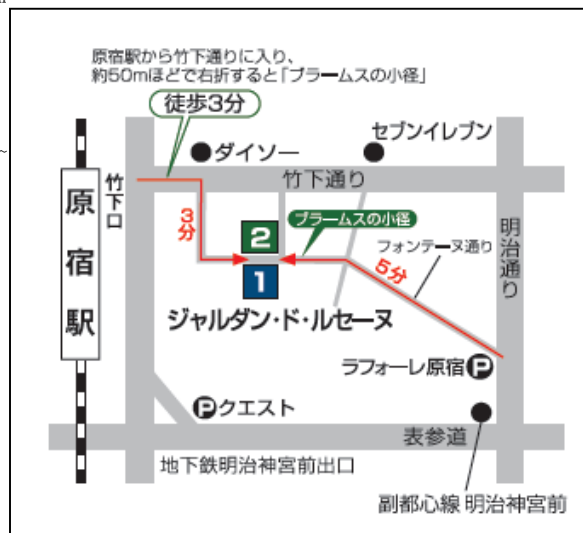 原宿駅から竹下通りに入り、
約50mほどで右折すると「ブラームスの小径」
徒歩3分
セブンイレブン
ダイソー
竹下通り
竹下口
原宿駅
3分
2
ブラームスの小径
フォンテーヌ通り
明治通り
5分
1
ジャルダン・ド・ルセーヌ
ラフォーレ原宿P
Pクエスト
表参道
地下鉄明治神宮前出口
副都心線 明治神宮前
~